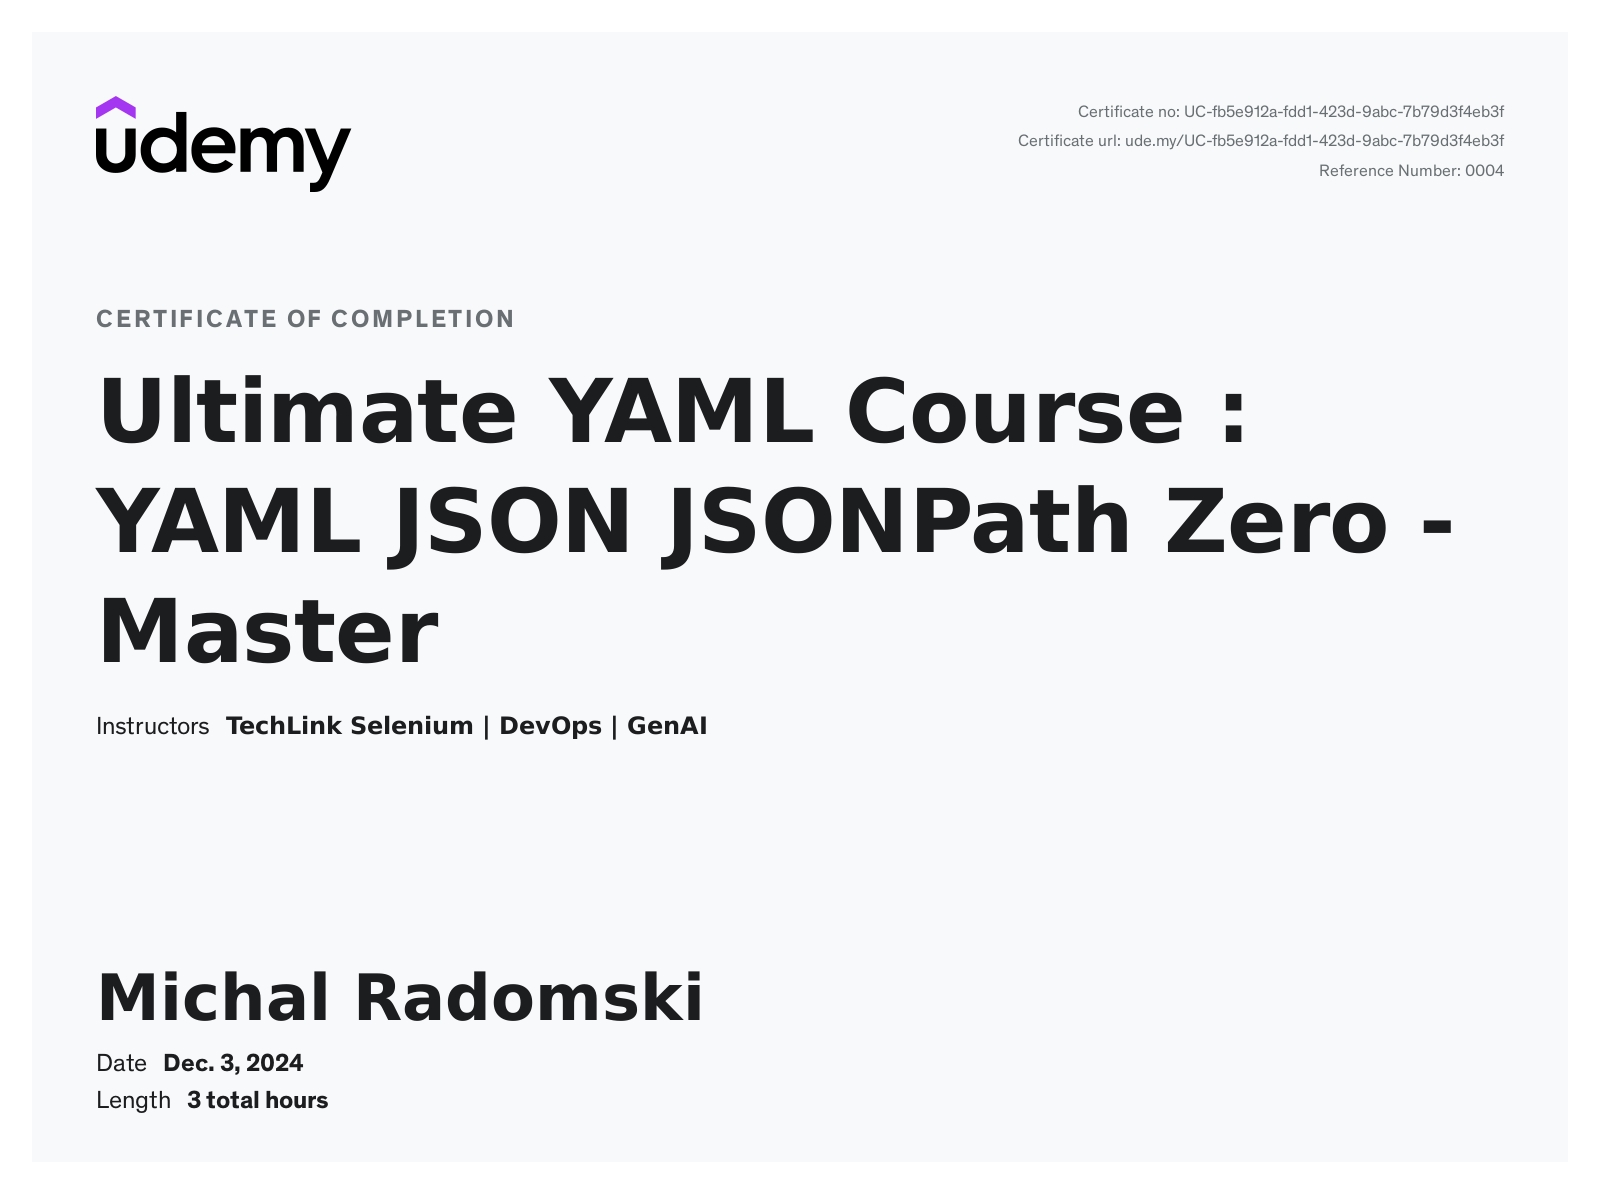 udemy
Certificate no: UC-fb5e912a-fdd1-423d-9abc-7b79d3f4eb3f
Certificate url: ude.my/UC-fb5e912a-fdd1-423d-9abc-7b79d3f4eb3f
Reference Number: 0004
CERTIFICATE OF COMPLETION
Ultimate YAML Course :
YAML JSON JSONPath Zero -
Master
Instructors TechLink Selenium | DevOps | GenAI
Michal Radomski
Date Dec. 3, 2024
Length 3 total hours